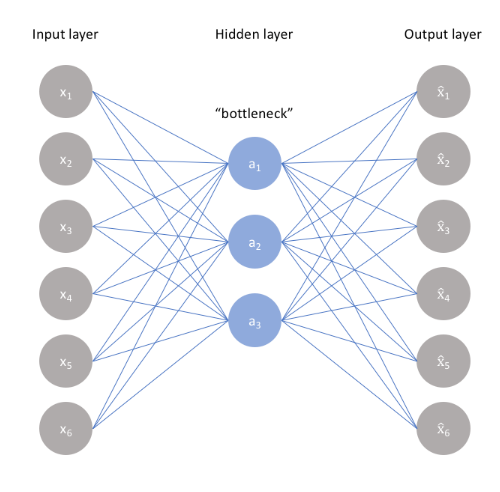 Input layer
Hidden layer
Output layer
“bottleneck”
x₁
x₂
x₃
x₄
x₅
x₆
a₁
a₂
a₃
x̂₁
x̂₂
x̂₃
x̂₄
x̂₅
x̂₆